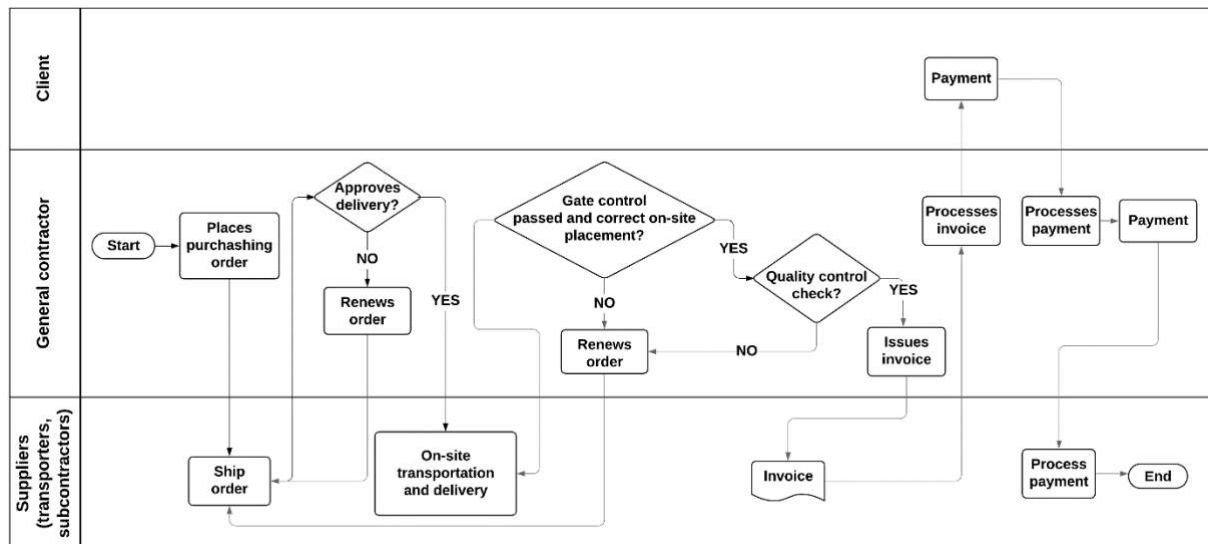 Client
Payment
General contractor
Start
Places
purchashing
order
Approves
delivery?
NO
YES
Renews
order
Gate control
passed and correct on-site
placement?
YES
NO
Renews
order
Quality control
check?
YES
NO
Issues
invoice
Processes
invoice
Processes
payment
Payment
Suppliers
(transporters,
subcontractors)
Ship
order
On-site
transportation
and delivery
Invoice
Process
payment
End